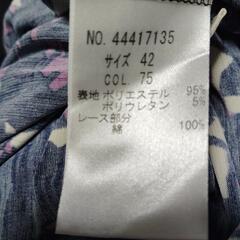 NO. 44417135
サイズ 42
COL. 75
表地 ポリエステル 95%
ポリウレタン 5%
レース部分
綿 100%